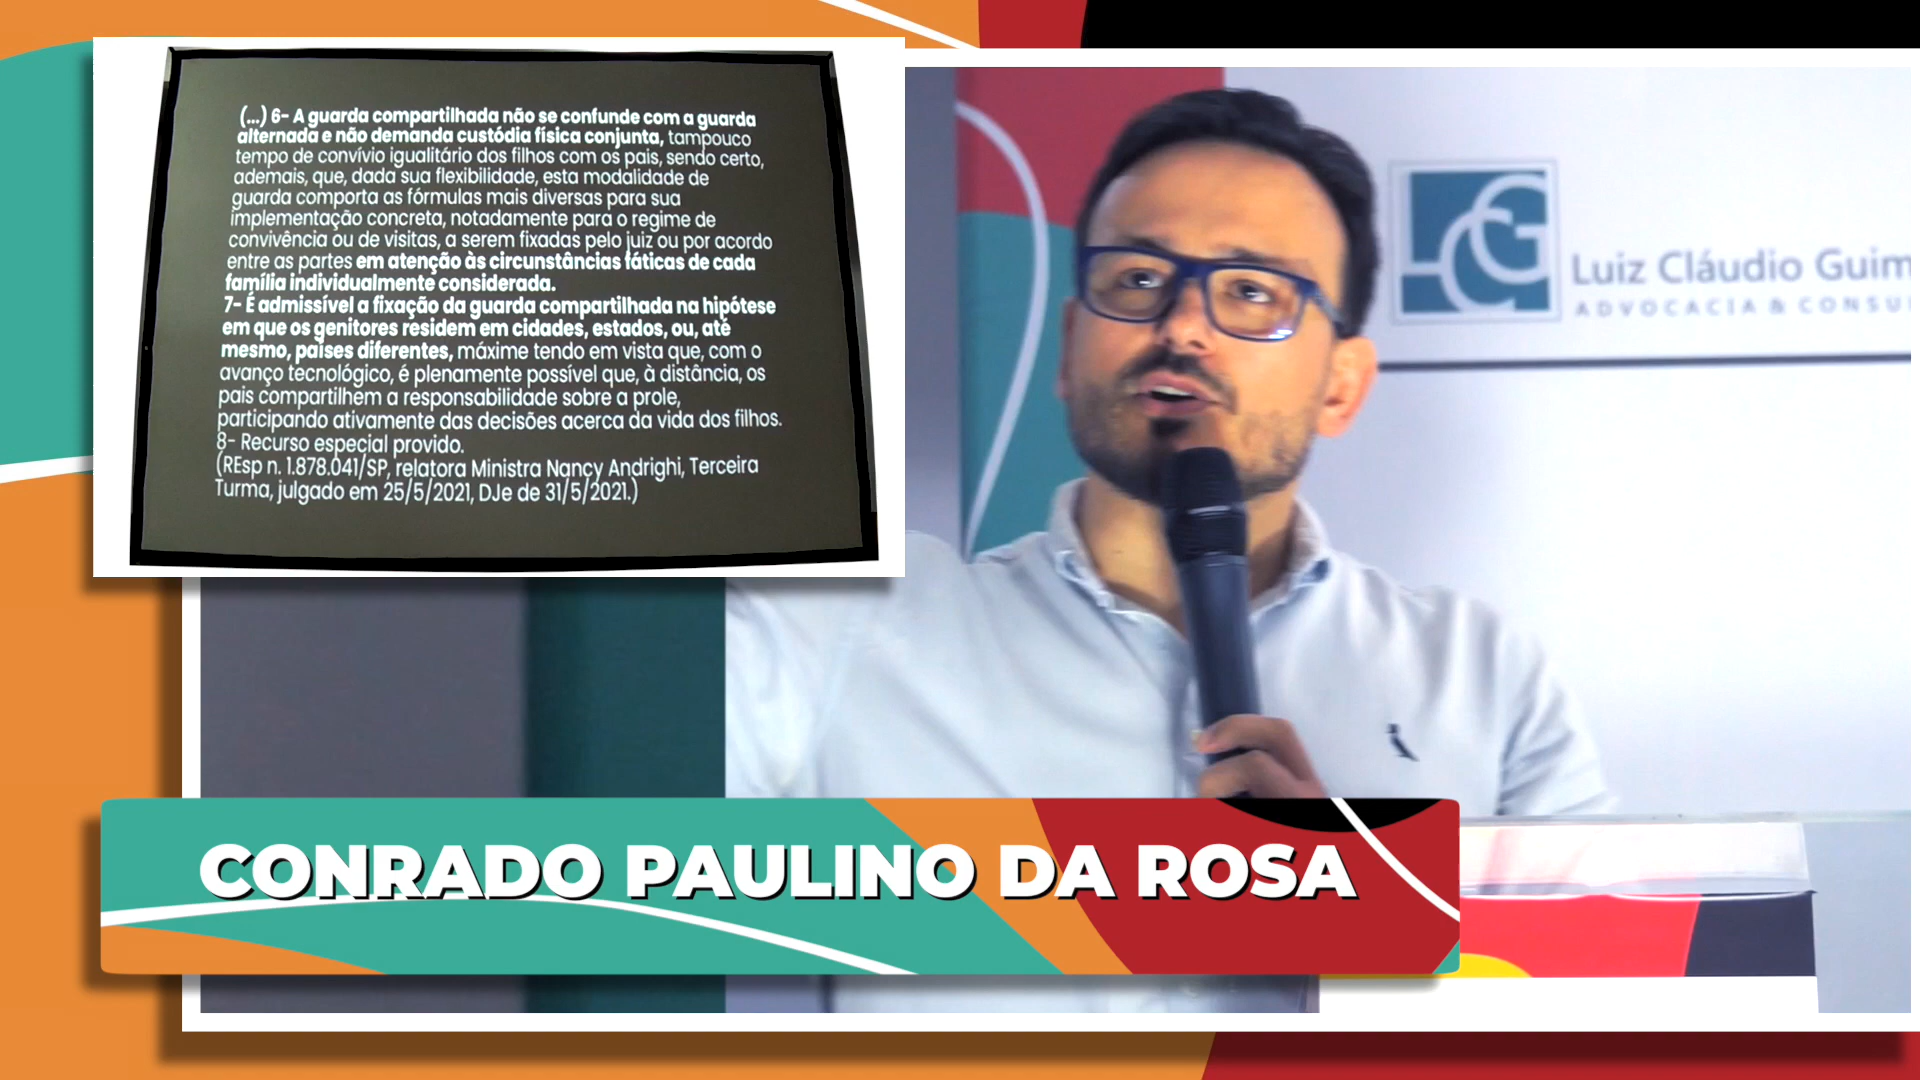 (...) 6- A guarda compartilhada não se confunde com a guarda
alternada e não demanda custódia física conjunta, tampouco
tempo de convívio igualitário dos filhos com os pais, sendo certo,
ademais, que, dada sua flexibilidade, esta modalidade de
guarda comporta as fórmulas mais diversas para sua
implementação concreta, notadamente para o regime de
convivência ou de visitas, a serem fixadas pelo juiz ou por acordo
entre as partes em atenção às circunstâncias fáticas de cada
família individualmente considerada.
7- É admissível a fixação da guarda compartilhada na hipótese
em que os genitores residem em cidades, estados, ou, até
mesmo, países diferentes, máxime tendo em vista que, com o
avanço tecnológico, é plenamente possível que, à distância, os
pais compartilhem a responsabilidade sobre a prole,
participando ativamente das decisões acerca da vida dos filhos.
8- Recurso especial provido.
(REsp n. 1.878.041/SP, relatora Ministra Nancy Andrighi, Terceira
Turma, julgado em 25/5/2021, DJe de 31/5/2021.)
LCG
Luiz Cláudio Guim
ADVOCACIA & CONSU
CONRADO PAULINO DA ROSA